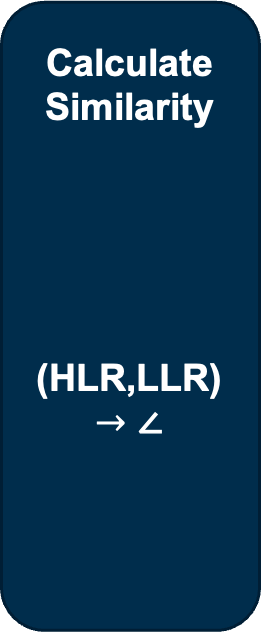 Calculate
Similarity
(HLR,LLR)
→ ∠